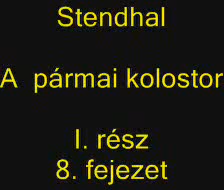 Stendhal
A pármai kolostor
I. rész
8. fejezet